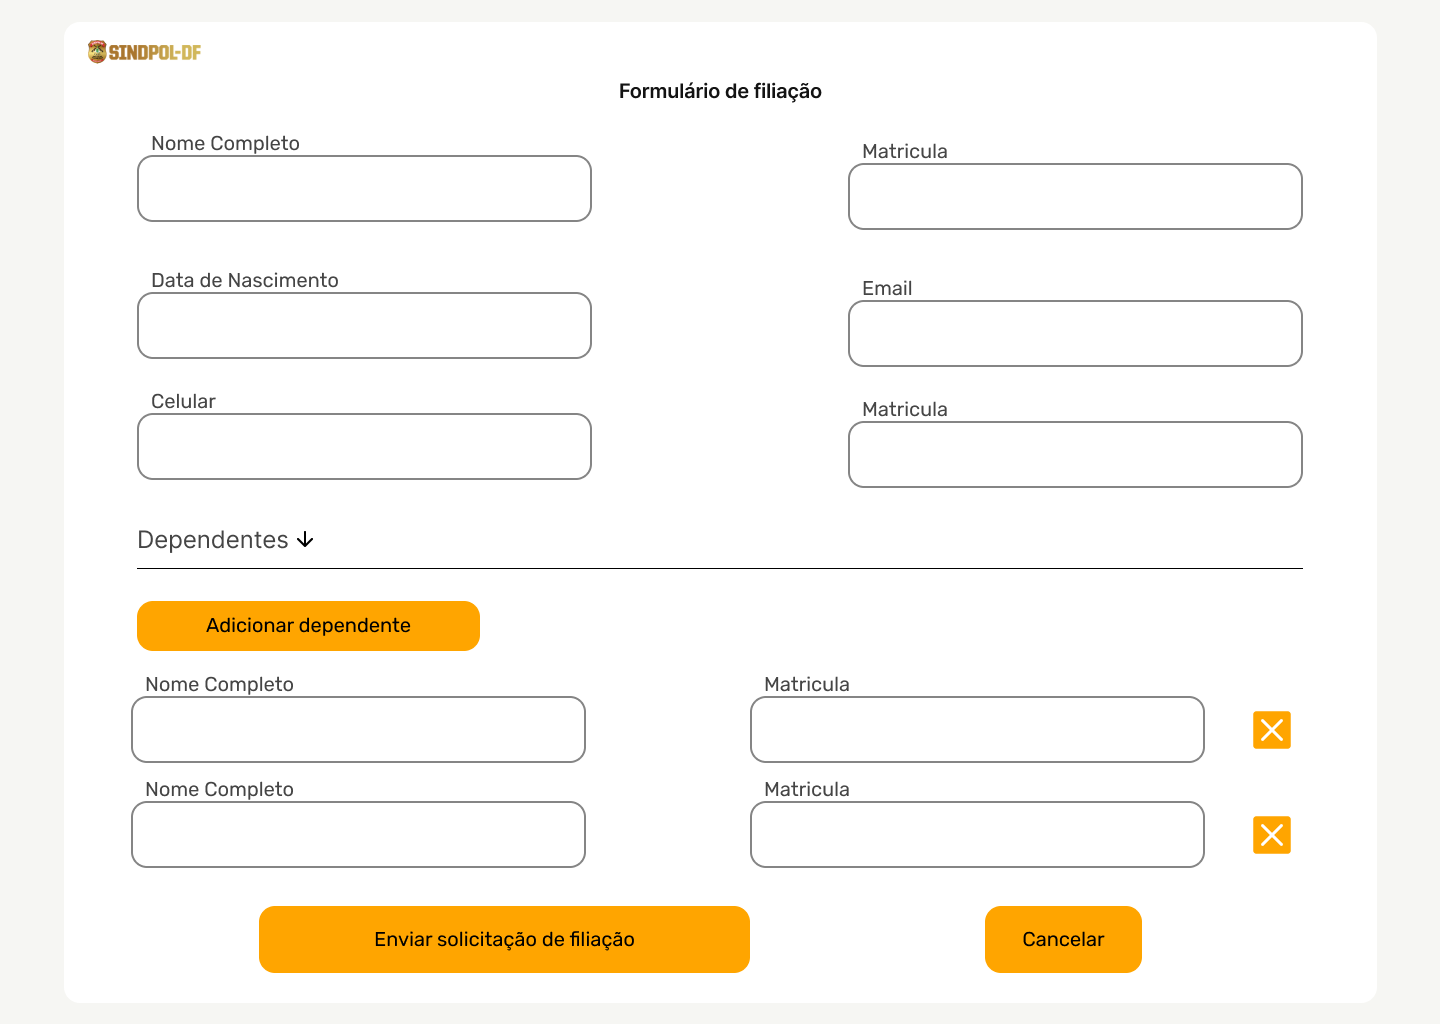 SINDPOL-DF
Formulário de filiação
Nome Completo
Matricula
Data de Nascimento
Email
Celular
Matricula
Dependentes
Adicionar dependente
Nome Completo
Matricula
Nome Completo
Matricula
Enviar solicitação de filiação
Cancelar